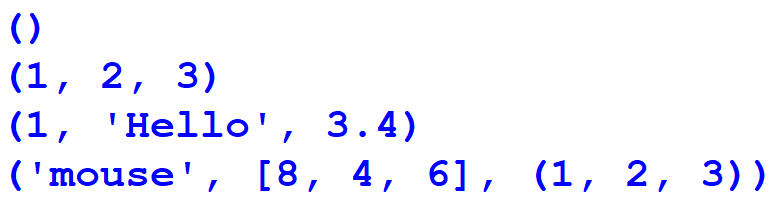 ()
(1, 2, 3)
(1, 'Hello', 3.4)
('mouse', [8, 4, 6], (1, 2, 3))